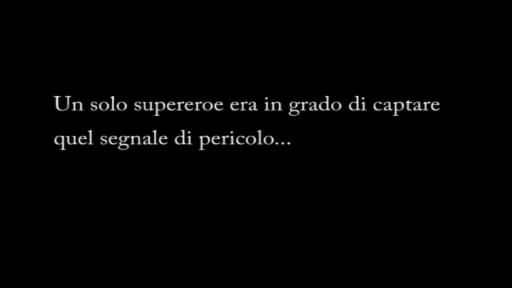 Un solo supereroe era in grado di captare
quel segnale di pericolo...